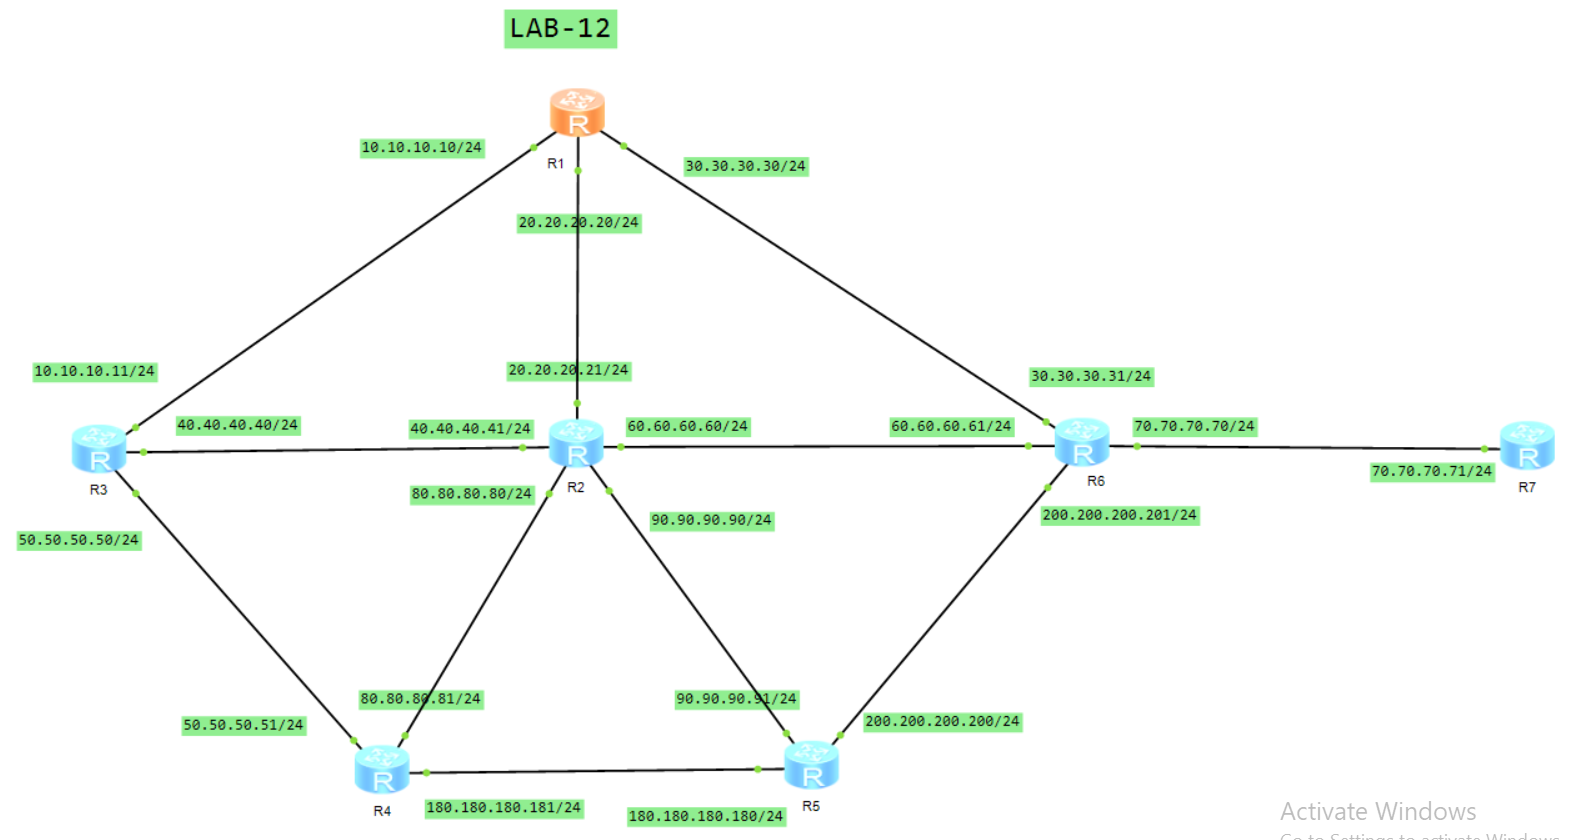 LAB-12
R
10.10.10.10/24
R1
30.30.30.30/24
20.20.20.20/24
10.10.10.11/24
20.20.20.21/24
30.30.30.31/24
40.40.40.40/24
40.40.40.41/24
60.60.60.60/24
60.60.60.61/24
70.70.70.70/24
R
R
R
R
R3
R2
R6
R7
70.70.70.71/24
80.80.80.80/24
90.90.90.90/24
200.200.200.201/24
50.50.50.50/24
80.80.80.81/24
90.90.90.91/24
50.50.50.51/24
200.200.200.200/24
R
R
R4
R5
180.180.180.181/24
180.180.180.180/24
Activate Windows
Go to Settings to activate Windows.